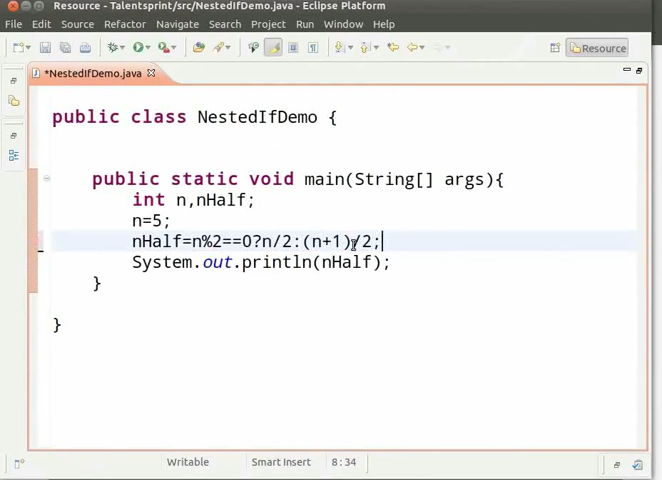 Resource - Talentsprint/src/NestedIfDemo.java - Eclipse Platform
File Edit Source Refactor Navigate Search Project Run Window Help
Resource
*NestedIfDemo.java
public class NestedIfDemo {
public static void main(String[] args){
int n,nHalf;
n=5;
nHalf=n%2==0?n/2:(n+1)/2;
System.out.println(nHalf);
}
}
Writable Smart Insert 8:34